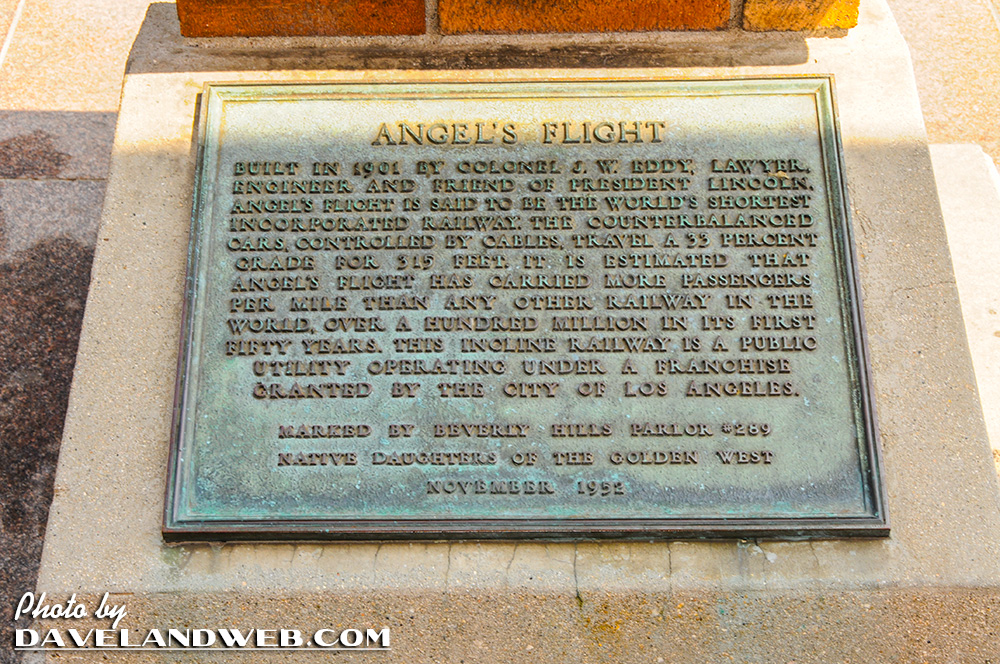 ANGEL'S FLIGHT
BUILT IN 1901 BY COLONEL J. W. EDDY, LAWYER,
ENGINEER AND FRIEND OF PRESIDENT LINCOLN,
ANGEL'S FLIGHT IS SAID TO BE THE WORLD'S SHORTEST
INCORPORATED RAILWAY. THE COUNTERBALANCED
CARS, CONTROLLED BY CABLES, TRAVEL A 33 PERCENT
GRADE FOR 315 FEET. IT IS ESTIMATED THAT
ANGEL'S FLIGHT HAS CARRIED MORE PASSENGERS
PER MILE THAN ANY OTHER RAILWAY IN THE
WORLD, OVER A HUNDRED MILLION IN ITS FIRST
FIFTY YEARS. THIS INCLINE RAILWAY IS A PUBLIC
UTILITY OPERATING UNDER A FRANCHISE
GRANTED BY THE CITY OF LOS ANGELES.
MARKED BY BEVERLY HILLS PARLOR #289
NATIVE DAUGHTERS OF THE GOLDEN WEST
NOVEMBER 1952
Photo by
DAVELANDWEB.COM